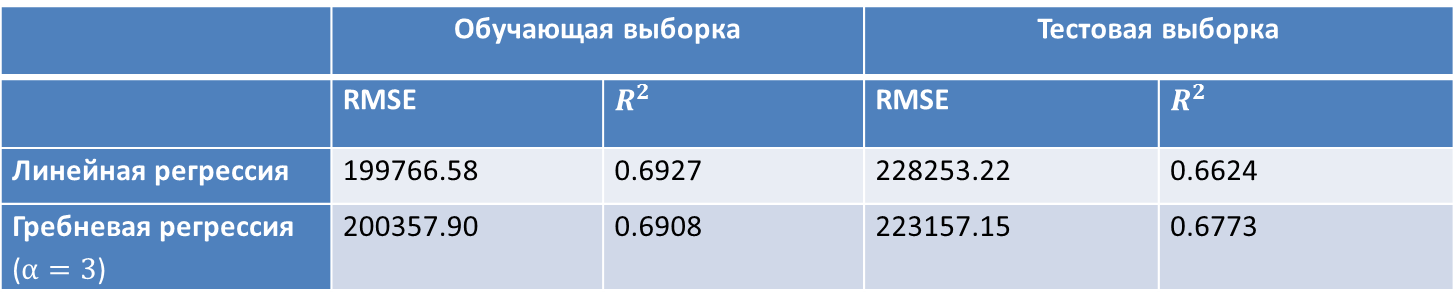 Обучающая выборка Тестовая выборка
RMSE R² RMSE R²
Линейная регрессия 199766.58 0.6927 228253.22 0.6624
Гребневая регрессия 200357.90 0.6908 223157.15 0.6773
(α = 3)